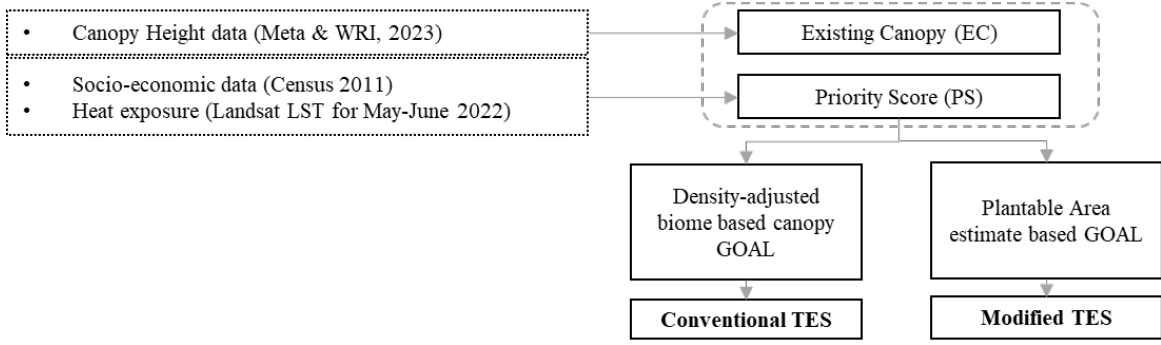 • Canopy Height data (Meta & WRI, 2023)
• Socio-economic data (Census 2011)
• Heat exposure (Landsat LST for May-June 2022)
Existing Canopy (EC)
Priority Score (PS)
Density-adjusted
biome based canopy
GOAL
Plantable Area
estimate based GOAL
Conventional TES
Modified TES